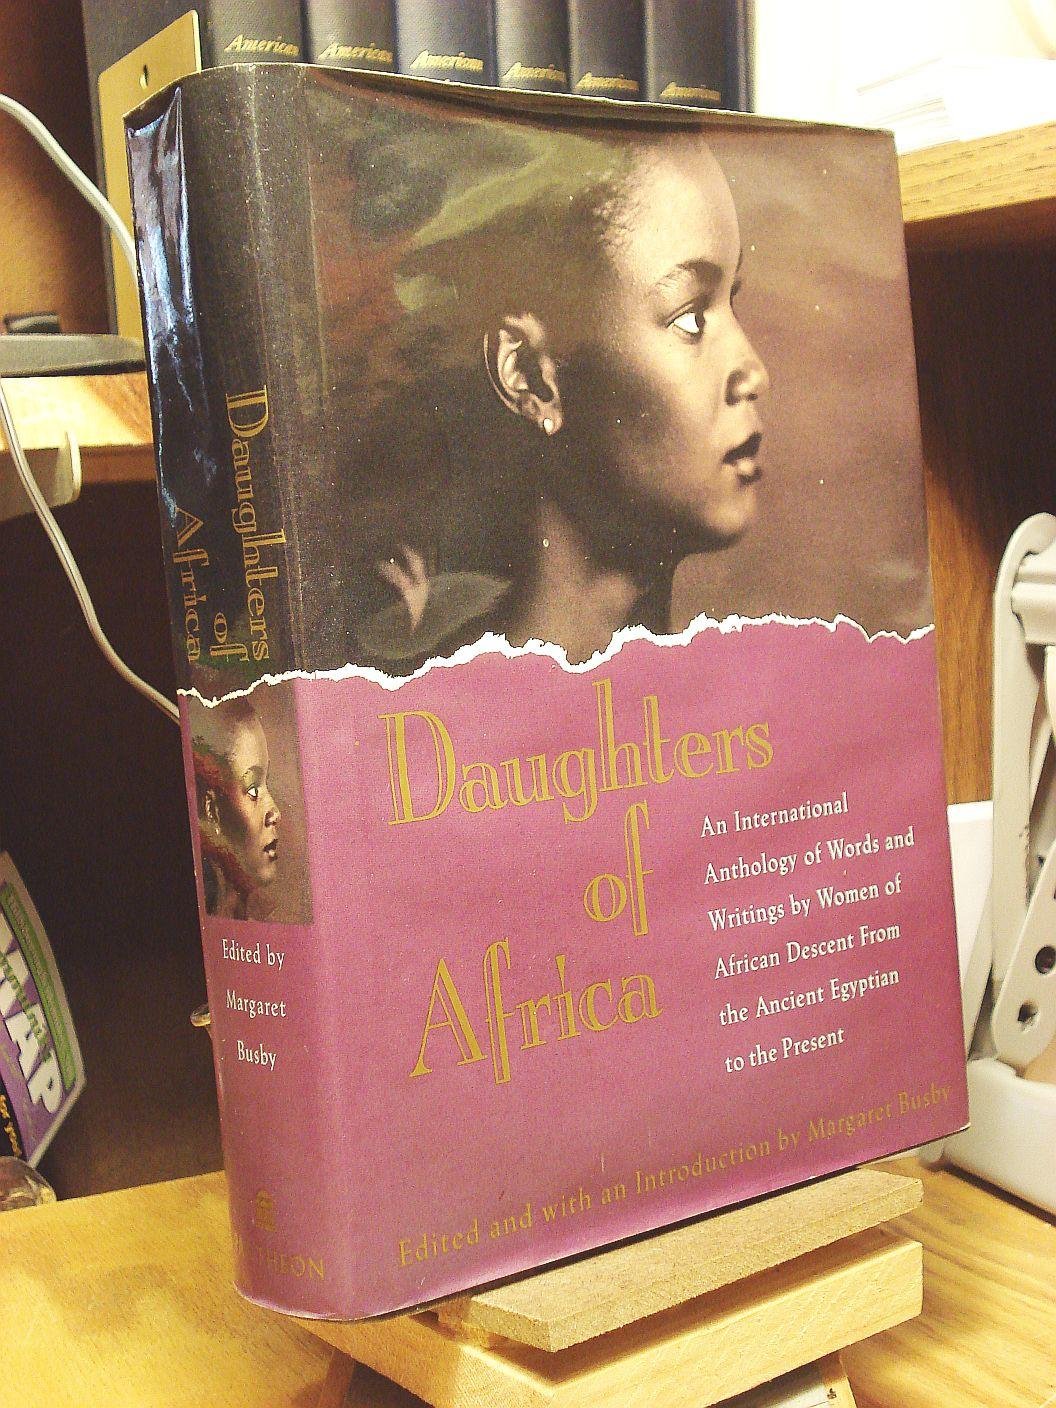 American
American
American
American
American
American
Daughters
of
Africa
Edited by
Margaret
Busby
Daughters
of
Africa
An International
Anthology of Words and
Writings by Women of
African Descent From
the Ancient Egyptian
to the Present
Edited and with an Introduction by Margaret Busby